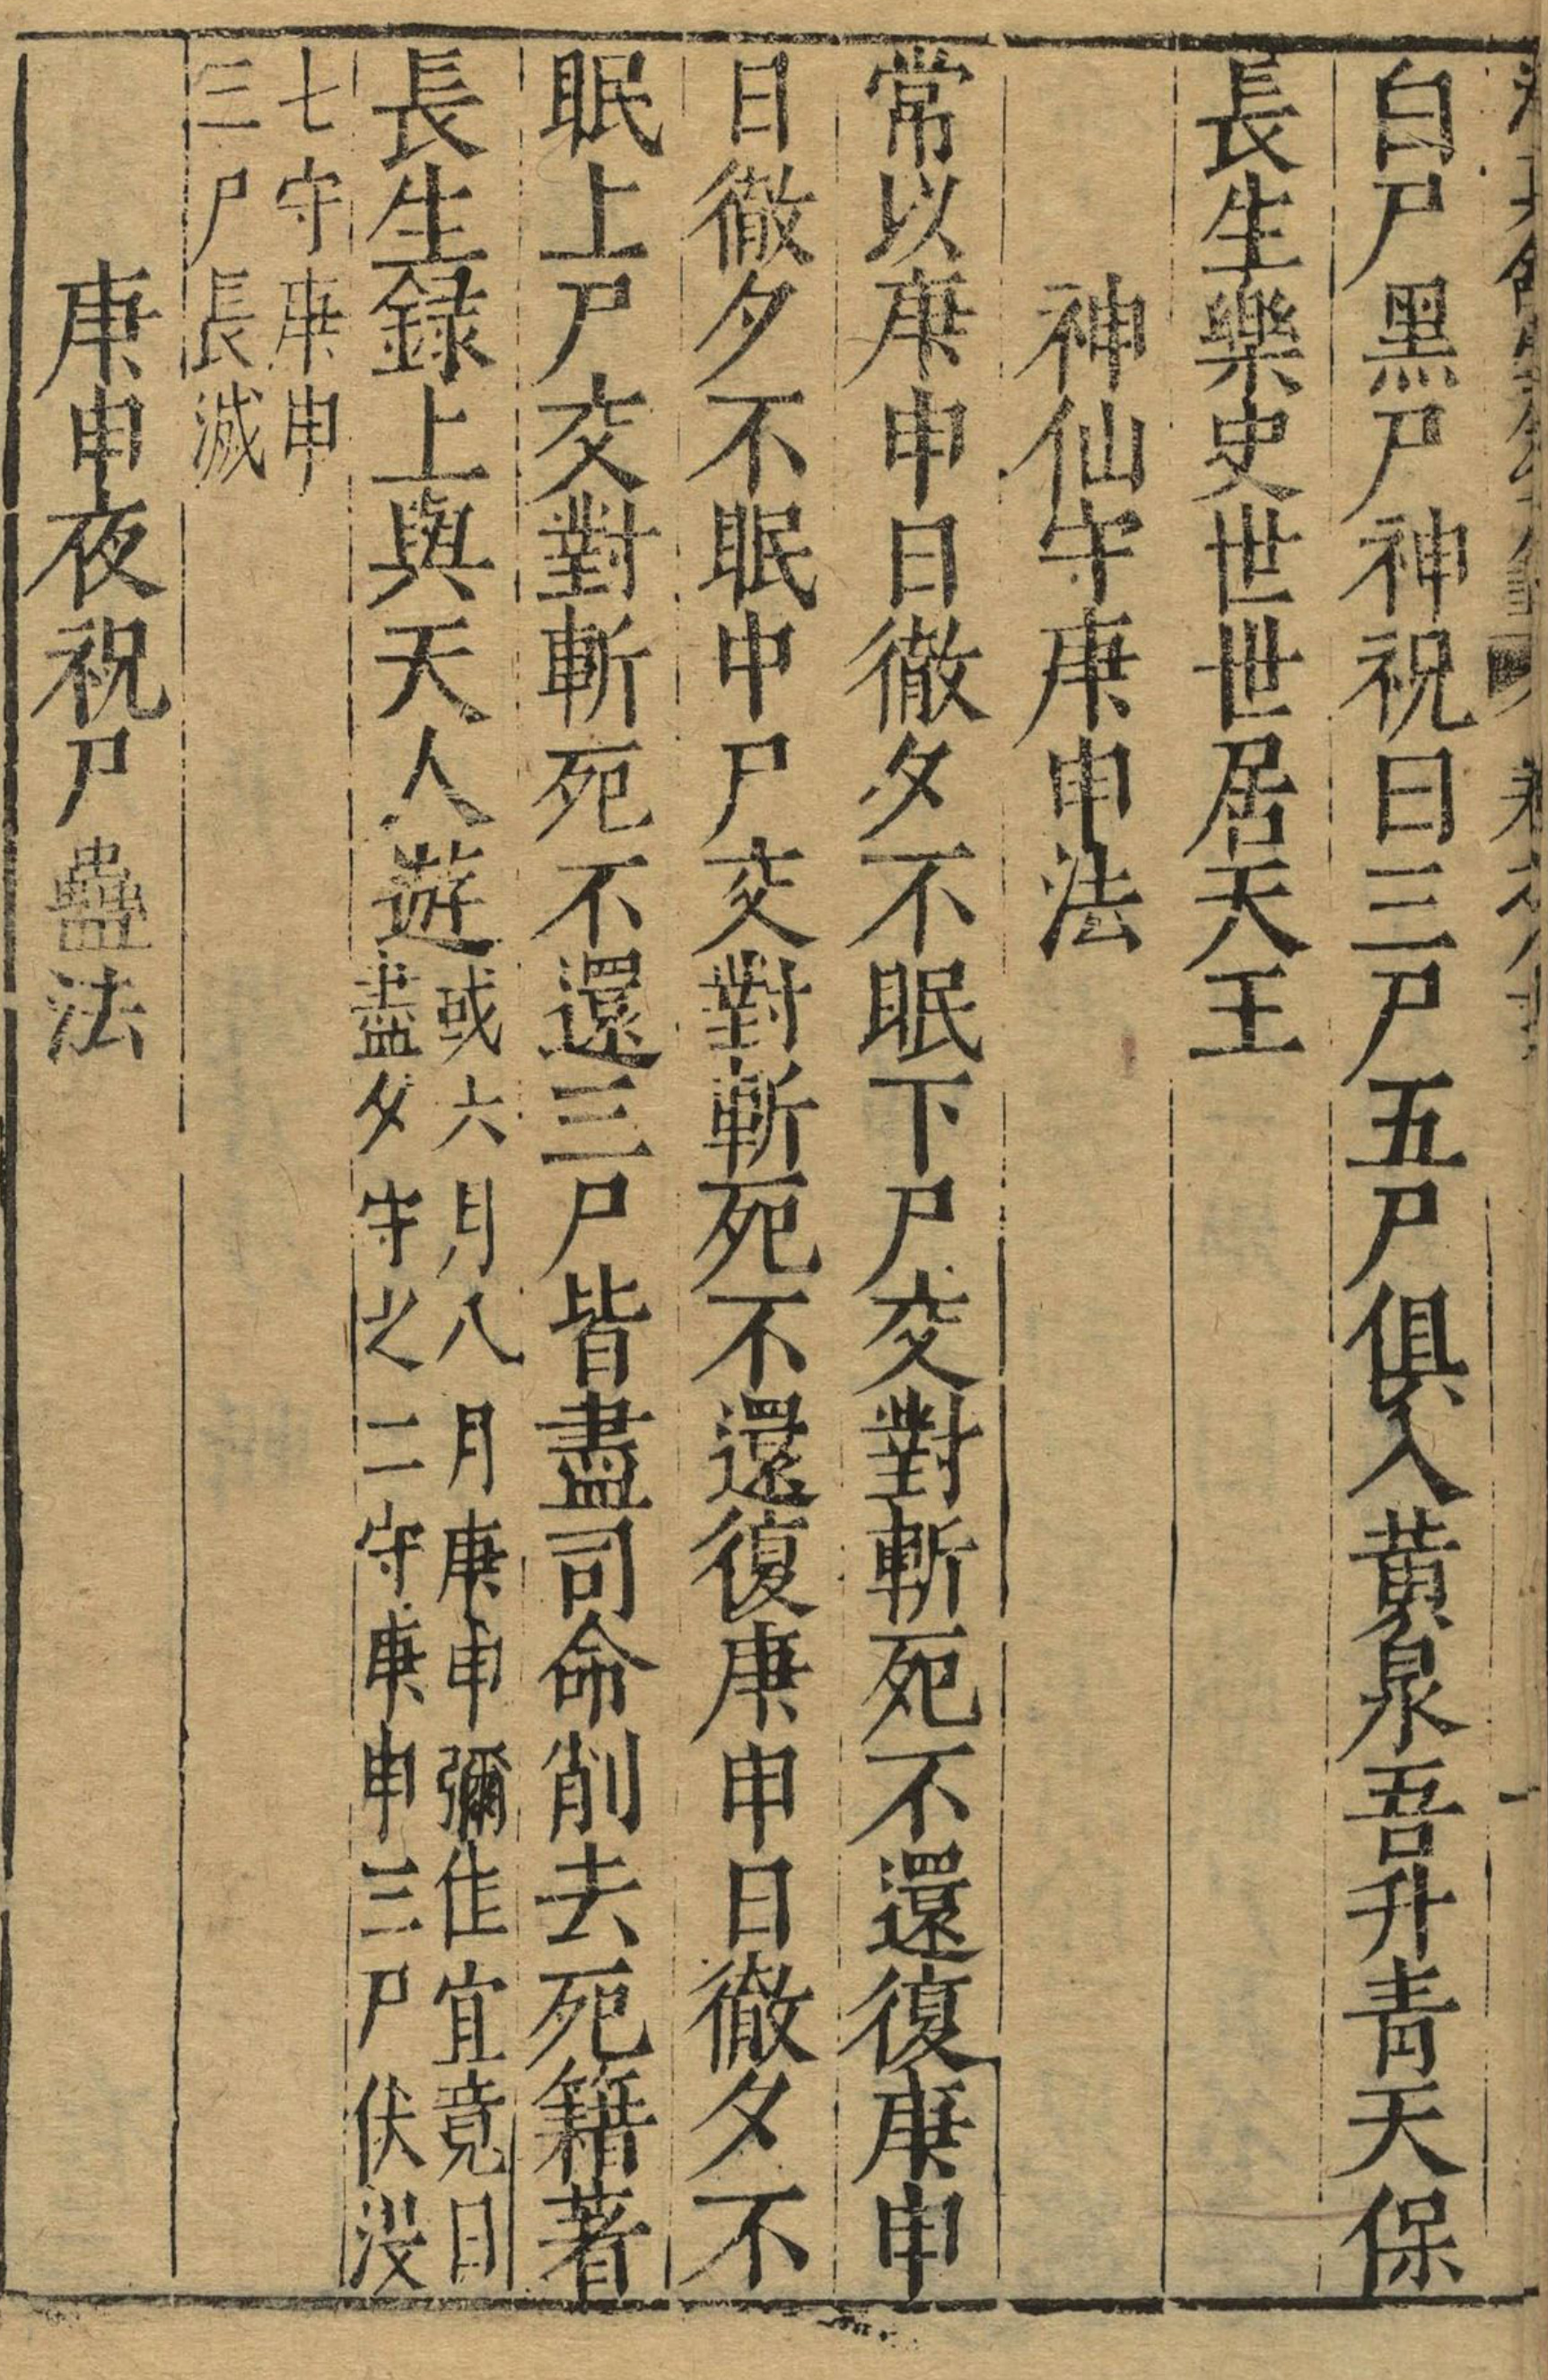 白尸黑尸神祝曰三尸五尸俱入黄泉吾升青天保
長生樂史世世居天王
神仙守庚申法
常以庚申日徹夕不眠下尸交對斬死不還復庚申
日徹夕不眠中尸交對斬死不還復庚申日徹夕不
眠上尸交對斬死不還三尸皆盡司命削去死籍著
長生録上與天人遊
或六月八月庚申彌佳宜竟日
盡夕守之二守庚申三尸伏没
七守庚申
三尸長滅
庚申夜祝尸蠱法